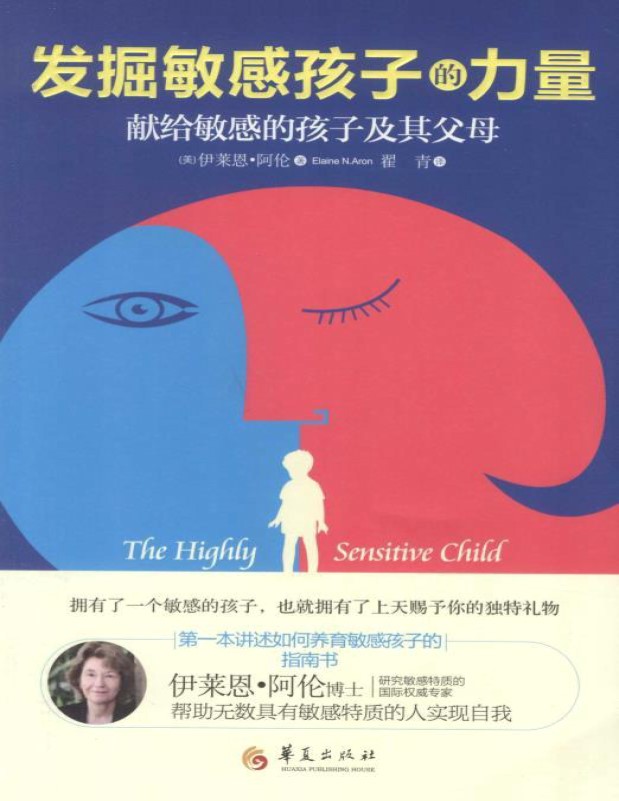 发掘敏感孩子的力量
献给敏感的孩子及其父母
(美)伊莱恩•阿伦 著 Elaine N.Aron 翟 青 译
The Highly Sensitive Child
拥有了一个敏感的孩子，也就拥有了上天赐予你的独特礼物
第一本讲述如何养育敏感孩子的
指南书
伊莱恩•阿伦博士
研究敏感特质的
国际权威专家
帮助无数具有敏感特质的人实现自我
华夏出版社
HUAXIA PUBLISHING HOUSE